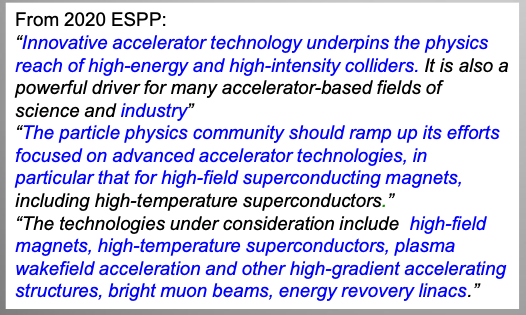 From 2020 ESPP:
“Innovative accelerator technology underpins the physics
reach of high-energy and high-intensity colliders. It is also a
powerful driver for many accelerator-based fields of
science and industry”
“The particle physics community should ramp up its efforts
focused on advanced accelerator technologies, in
particular that for high-field superconducting magnets,
including high-temperature superconductors.”
“The technologies under consideration include  high-field
magnets, high-temperature superconductors, plasma
wakefield acceleration and other high-gradient accelerating
structures, bright muon beams, energy revovery linacs.”